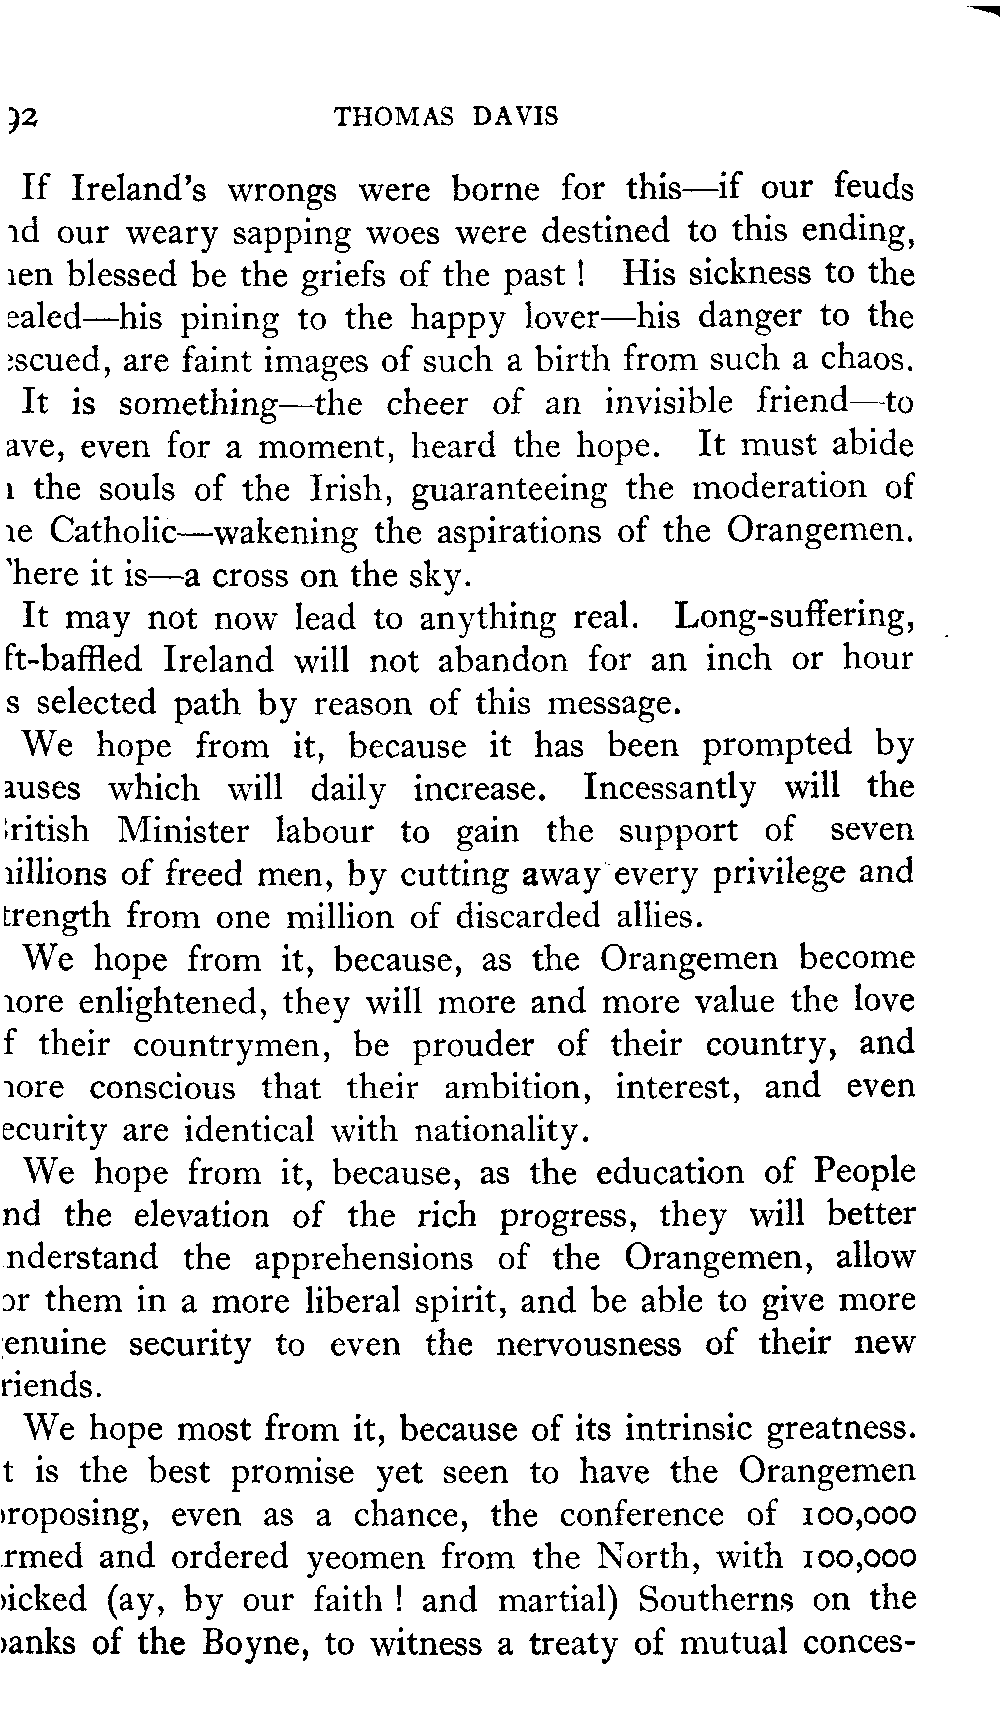 92 THOMAS DAVIS
If Ireland's wrongs were borne for this—if our feuds
nd our weary sapping woes were destined to this ending,
hen blessed be the griefs of the past ! His sickness to the
ealed—his pining to the happy lover—his danger to the
escued, are faint images of such a birth from such a chaos.
It is something—the cheer of an invisible friend—to
ave, even for a moment, heard the hope. It must abide
n the souls of the Irish, guaranteeing the moderation of
he Catholic—wakening the aspirations of the Orangemen.
There it is—a cross on the sky.
It may not now lead to anything real. Long-suffering,
ft-baffled Ireland will not abandon for an inch or hour
s selected path by reason of this message.
We hope from it, because it has been prompted by
auses which will daily increase. Incessantly will the
British Minister labour to gain the support of seven
millions of freed men, by cutting away every privilege and
trength from one million of discarded allies.
We hope from it, because, as the Orangemen become
more enlightened, they will more and more value the love
f their countrymen, be prouder of their country, and
more conscious that their ambition, interest, and even
ecurity are identical with nationality.
We hope from it, because, as the education of People
nd the elevation of the rich progress, they will better
nderstand the apprehensions of the Orangemen, allow
or them in a more liberal spirit, and be able to give more
genuine security to even the nervousness of their new
riends.
We hope most from it, because of its intrinsic greatness.
t is the best promise yet seen to have the Orangemen
proposing, even as a chance, the conference of 100,000
rmed and ordered yeomen from the North, with 100,000
picked (ay, by our faith ! and martial) Southerns on the
banks of the Boyne, to witness a treaty of mutual conces-